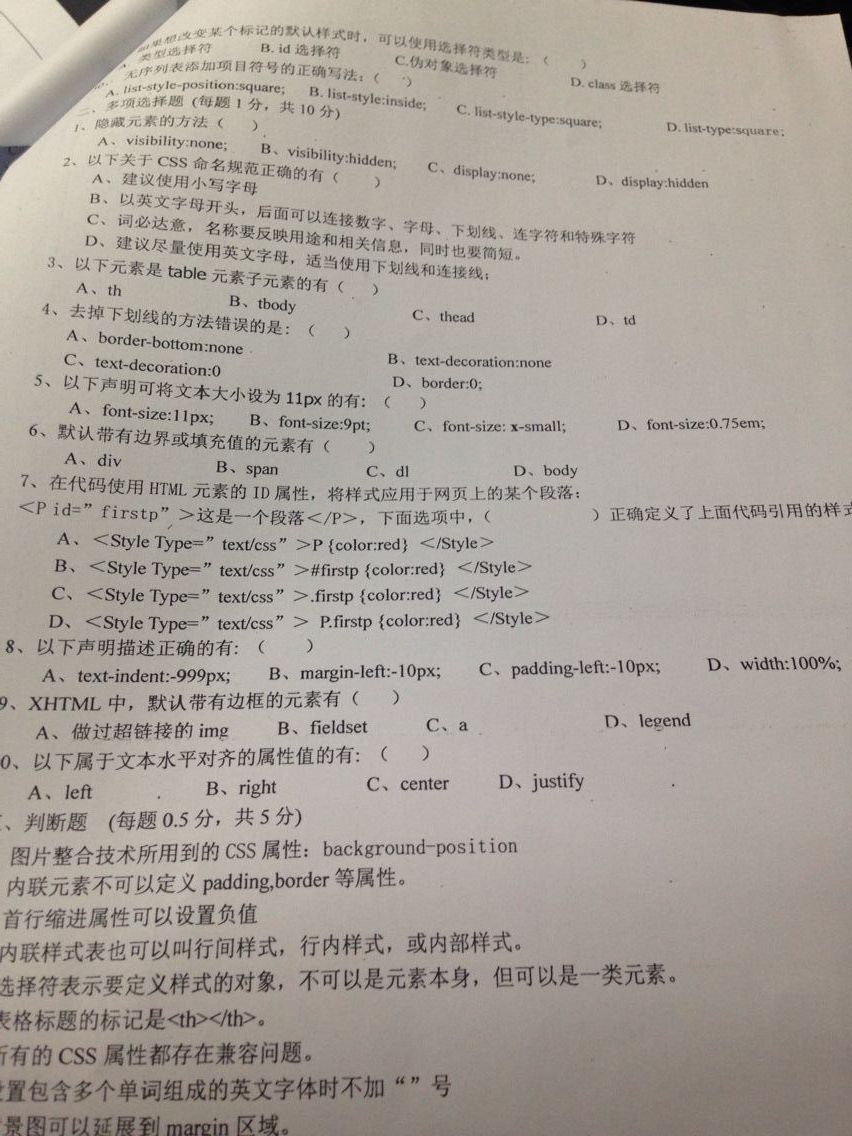 如果想改变某个标记的默认样式时，可以使用选择符类型是：（ ）
类型选择符 B. id 选择符 C.伪对象选择符 D. class 选择符
无序列表添加项目符号的正确写法：（ ）
A. list-style-position:square; B. list-style:inside; C. list-style-type:square; D. list-type:square;
二、多项选择题（每题 1 分，共 10 分）
1、隐藏元素的方法（ ）
A、visibility:none; B、visibility:hidden; C、display:none; D、display:hidden
2、以下关于 CSS 命名规范正确的有（ ）
A、建议使用小写字母
B、以英文字母开头，后面可以连接数字、字母、下划线、连字符和特殊字符
C、词必达意，名称要反映用途和相关信息，同时也要简短。
D、建议尽量使用英文字母，适当使用下划线和连接线；
3、以下元素是 table 元素子元素的有（ ）
A、th B、tbody C、thead D、td
4、去掉下划线的方法错误的是：（ ）
A、border-bottom:none B、text-decoration:none
C、text-decoration:0 D、border:0;
5、以下声明可将文本大小设为 11px 的有：（ ）
A、font-size:11px; B、font-size:9pt; C、font-size: x-small; D、font-size:0.75em;
6、默认带有边界或填充值的元素有（ ）
A、div B、span C、dl D、body
7、在代码使用 HTML 元素的 ID 属性，将样式应用于网页上的某个段落：
<P id=”firstp”>这是一个段落</P>，下面选项中，（ ）正确定义了上面代码引用的样式
A、<Style Type=”text/css”>P {color:red} </Style>
B、<Style Type=”text/css”>#firstp {color:red} </Style>
C、<Style Type=”text/css”>.firstp {color:red} </Style>
D、<Style Type=”text/css”> P.firstp {color:red} </Style>
8、以下声明描述正确的有：（ ）
A、text-indent:-999px; B、margin-left:-10px; C、padding-left:-10px; D、width:100%;
9、XHTML 中，默认带有边框的元素有（ ）
A、做过超链接的 img B、fieldset C、a D、legend
0、以下属于文本水平对齐的属性值的有：（ ）
A、left B、right C、center D、justify
、判断题 （每题 0.5 分，共 5 分）
图片整合技术所用到的 CSS 属性：background-position
内联元素不可以定义 padding,border 等属性。
首行缩进属性可以设置负值
内联样式表也可以叫行间样式，行内样式，或内部样式。
选择符表示要定义样式的对象，不可以是元素本身，但可以是一类元素。
表格标题的标记是<th></th>。
所有的 CSS 属性都存在兼容问题。
置包含多个单词组成的英文字体时不加“”号
景图可以延展到 margin 区域。